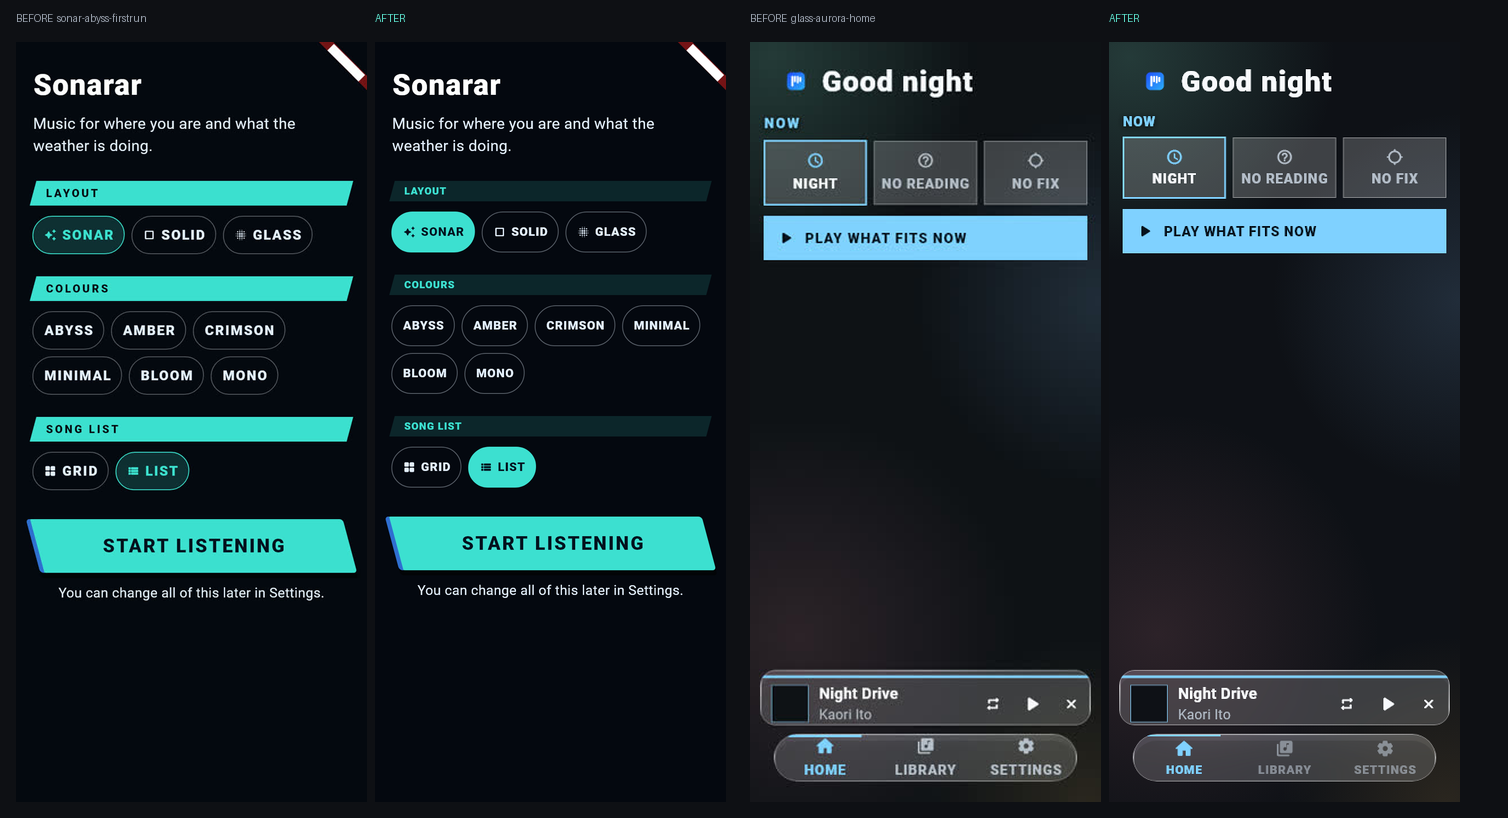 BEFORE sonar-abyss-firstrun
Sonarar
Music for where you are and what the
weather is doing.
LAYOUT
SONAR SOLID GLASS
COLOURS
ABYSS AMBER CRIMSON
MINIMAL BLOOM MONO
SONG LIST
GRID LIST
START LISTENING
You can change all of this later in Settings.
AFTER
Sonarar
Music for where you are and what the
weather is doing.
LAYOUT
SONAR SOLID GLASS
COLOURS
ABYSS AMBER CRIMSON MINIMAL
BLOOM MONO
SONG LIST
GRID LIST
START LISTENING
You can change all of this later in Settings.
BEFORE glass-aurora-home
Good night
NOW
NIGHT NO READING NO FIX
PLAY WHAT FITS NOW
Night Drive
Kaori Ito
HOME LIBRARY SETTINGS
AFTER
Good night
NOW
NIGHT NO READING NO FIX
PLAY WHAT FITS NOW
Night Drive
Kaori Ito
HOME LIBRARY SETTINGS